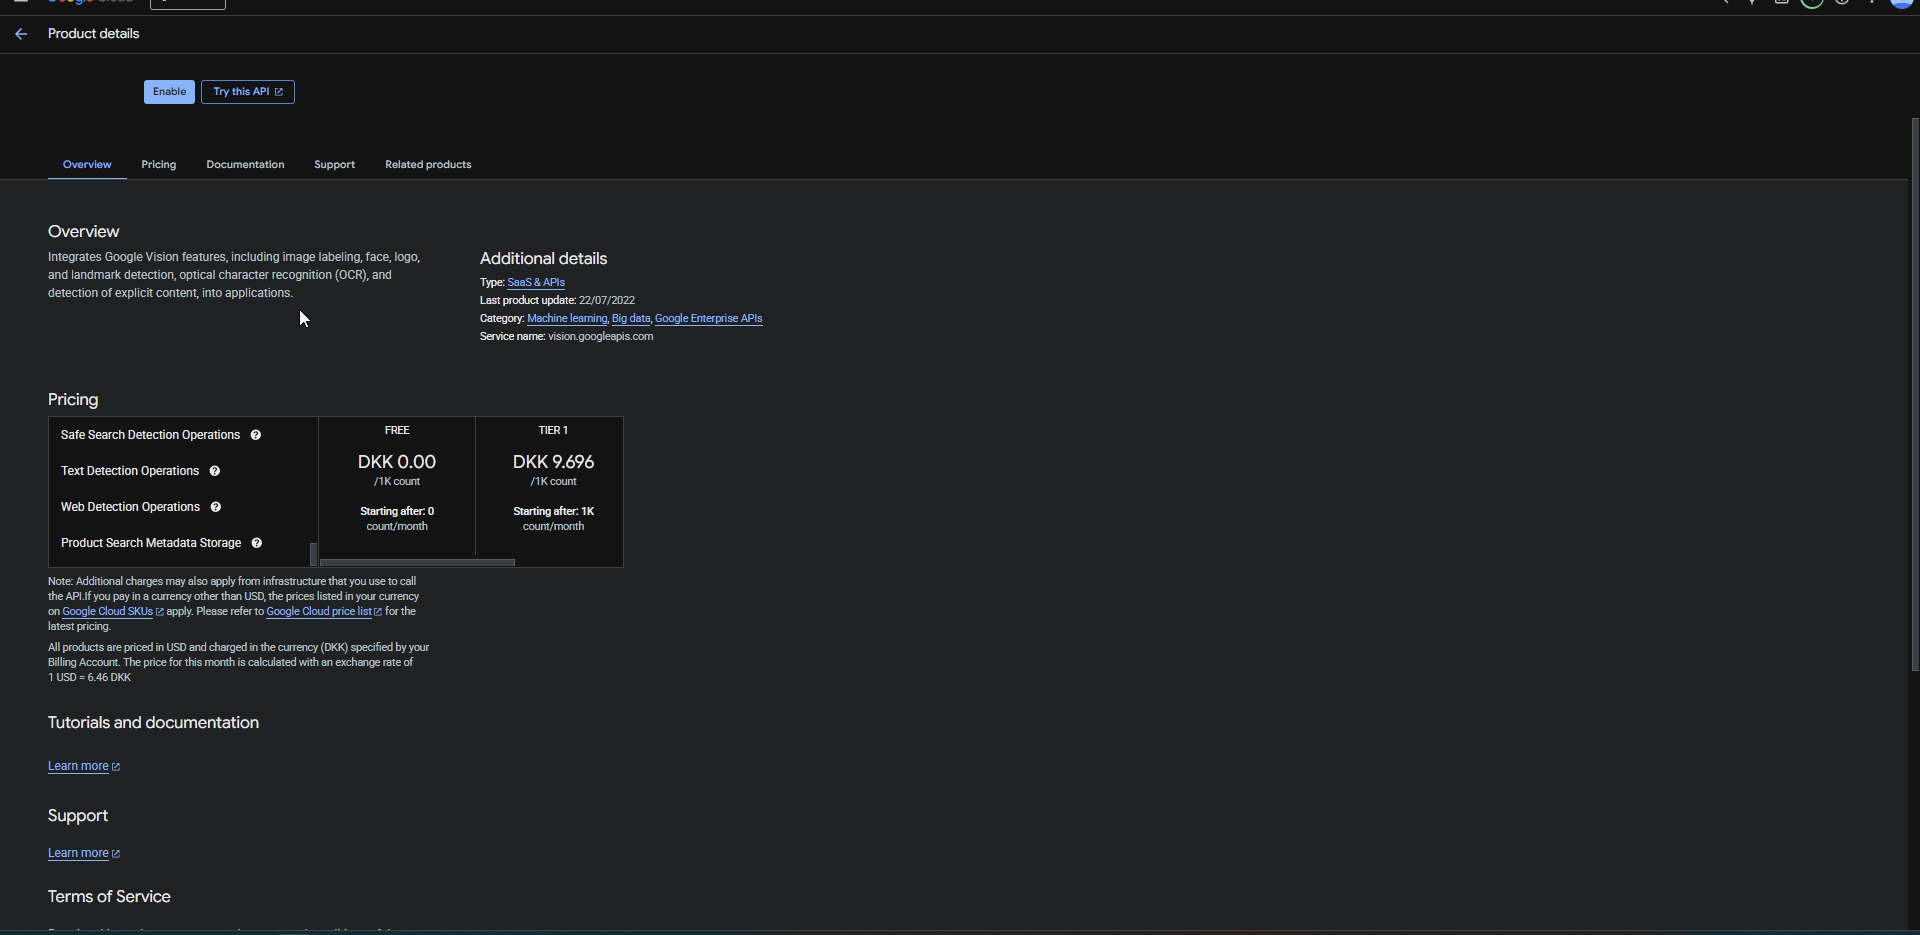 Product details
Enable
Try this API
Overview
Pricing
Documentation
Support
Related products
Overview
Integrates Google Vision features, including image labeling, face, logo,
and landmark detection, optical character recognition (OCR), and
detection of explicit content, into applications.
Additional details
Type: SaaS & APIs
Last product update: 22/07/2022
Category: Machine learning, Big data, Google Enterprise APIs
Service name: vision.googleapis.com
Pricing
Safe Search Detection Operations
Text Detection Operations
Web Detection Operations
Product Search Metadata Storage
FREE
DKK 0.00
/1K count
Starting after: 0
count/month
TIER 1
DKK 9.696
/1K count
Starting after: 1K
count/month
Note: Additional charges may also apply from infrastructure that you use to call
the API.If you pay in a currency other than USD, the prices listed in your currency
on Google Cloud SKUs apply. Please refer to Google Cloud price list for the
latest pricing.
All products are priced in USD and charged in the currency (DKK) specified by your
Billing Account. The price for this month is calculated with an exchange rate of
1 USD = 6.46 DKK
Tutorials and documentation
Learn more
Support
Learn more
Terms of Service